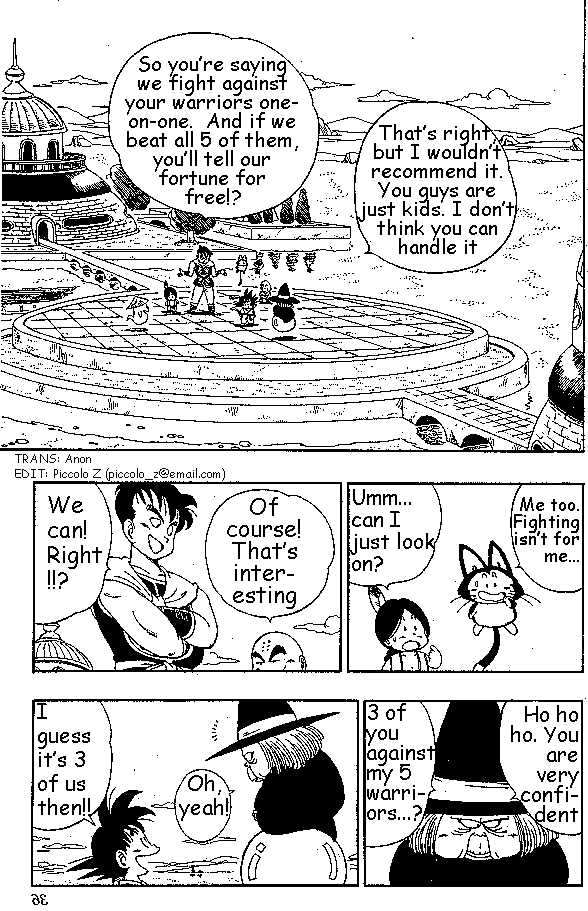 So you're saying
we fight against
your warriors one-
on-one. And if we
beat all 5 of them,
you'll tell our
fortune for
free!?
That's right,
but I wouldn't
recommend it.
You guys are
just kids. I don't
think you can
handle it
TRANS: Anon
EDIT: Piccolo Z (piccolo_z@email.com)
We
can!
Right
!!?
Of
course!
That's
inter-
esting
Umm...
can I
just look
on?
Me too.
Fighting
isn't for
me...
I
guess
it's 3
of us
then!!
Oh,
yeah!
3 of
you
against
my 5
warri-
ors...?
Ho ho
ho. You
are
very
confi-
dent
36